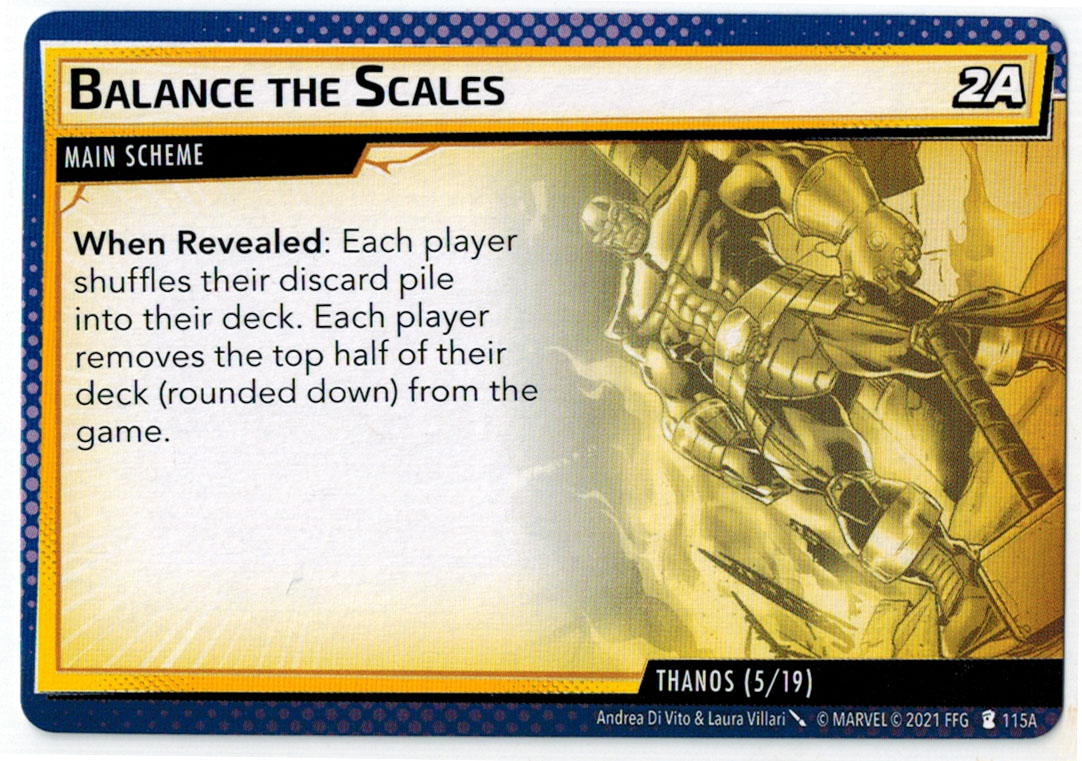 BALANCE THE SCALES
2A
MAIN SCHEME
When Revealed: Each player
shuffles their discard pile
into their deck. Each player
removes the top half of their
deck (rounded down) from the
game.
THANOS (5/19)
Andrea Di Vito & Laura Villari © MARVEL © 2021 FFG 115A